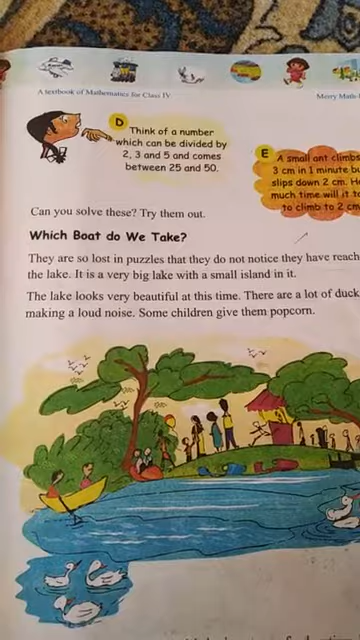 A textbook of Mathematics for Class IV
Merry Math
D
Think of a number
which can be divided by
2, 3 and 5 and comes
between 25 and 50.
E
A small ant climbs
3 cm in 1 minute bu
slips down 2 cm. H
much time will it t
to climb to 2 cm
Can you solve these? Try them out.
Which Boat do We Take?
They are so lost in puzzles that they do not notice they have reach
the lake. It is a very big lake with a small island in it.
The lake looks very beautiful at this time. There are a lot of duck
making a loud noise. Some children give them popcorn.